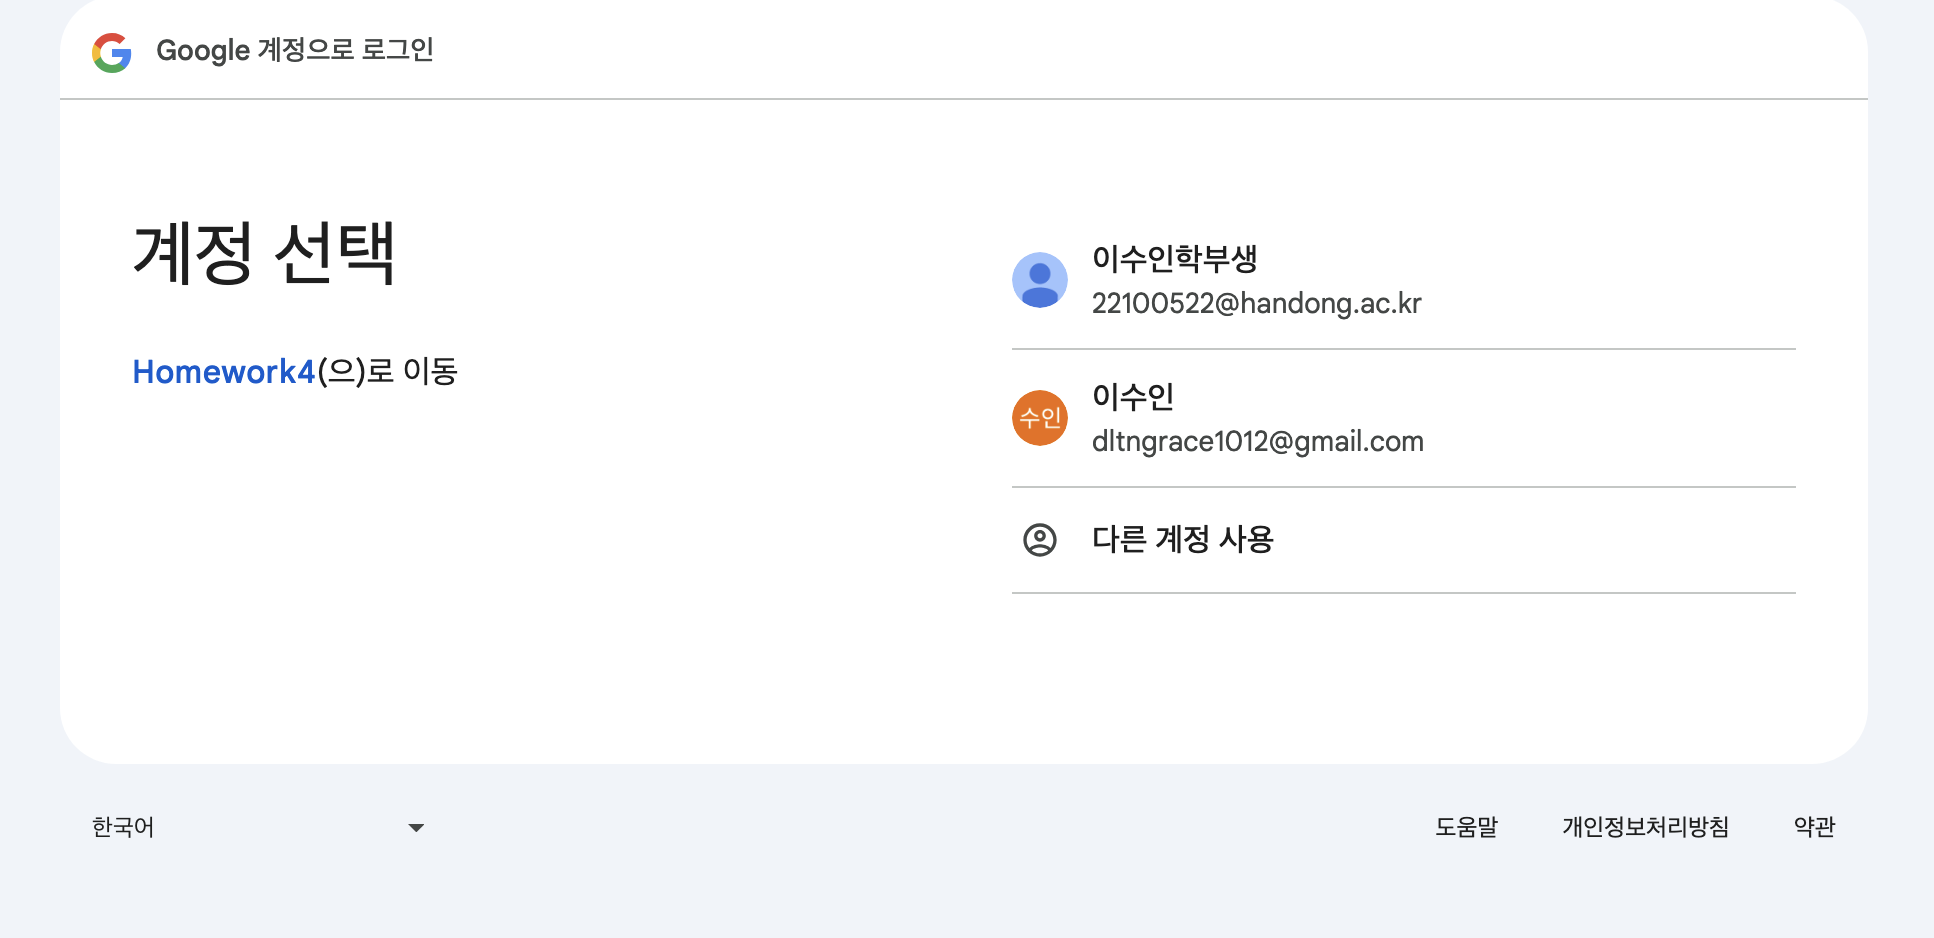 Google 계정으로 로그인
계정 선택
Homework4(으)로 이동
이수인학부생
22100522@handong.ac.kr
수인
이수인
dltngrace1012@gmail.com
다른 계정 사용
한국어
도움말
개인정보처리방침
약관